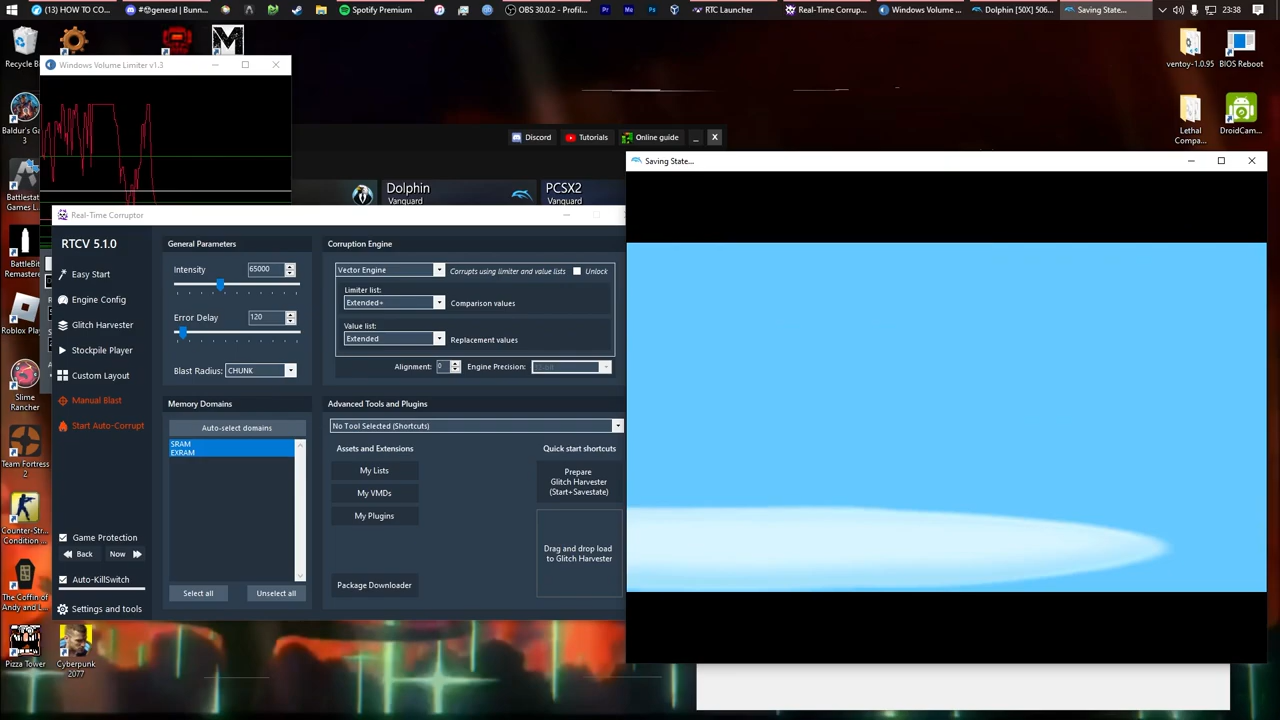 (13) HOW TO CO...
#😎general | Bunn...
Spotify Premium
OBS 30.0.2 - Profil...
RTC Launcher
Real-Time Corrup...
Windows Volume ...
Dolphin [50X] 506...
Saving State...
23:38
Recycle B
Baldur's Ga
3
Battlestat
Games L...
BattleBit
Remastere
Roblox Play
Slime
Rancher
Team Fortress
2
Counter-Str
Co
The Coffin of
Andy and L
Pizza Tower
Cyberpunk
2077
ventoy-1.0.95
BIOS Reboot
Lethal
Compa...
DroidCam...
Windows Volume Limiter v1.3
Discord
Tutorials
Online guide
_
X
Dolphin
Vanguard
PCSX2
Vanguard
Real-Time Corruptor
RTCV 5.1.0
Easy Start
Engine Config
Glitch Harvester
Stockpile Player
Custom Layout
Manual Blast
Start Auto-Corrupt
Game Protection
Back
Now
Auto-KillSwitch
Settings and tools
General Parameters
Intensity
65000
Error Delay
120
Blast Radius:
CHUNK
Memory Domains
Auto-select domains
SRAM
EXRAM
Select all
Unselect all
Corruption Engine
Vector Engine
Corrupts using limiter and value lists
Unlock
Limiter list:
Extended+
Comparison values
Value list:
Extended
Replacement values
Alignment:
0
Engine Precision:
Advanced Tools and Plugins
No Tool Selected (Shortcuts)
Assets and Extensions
My Lists
My VMDs
My Plugins
Package Downloader
Quick start shortcuts
Prepare
Glitch Harvester
(Start+Savestate)
Drag and drop load
to Glitch Harvester
Saving State...